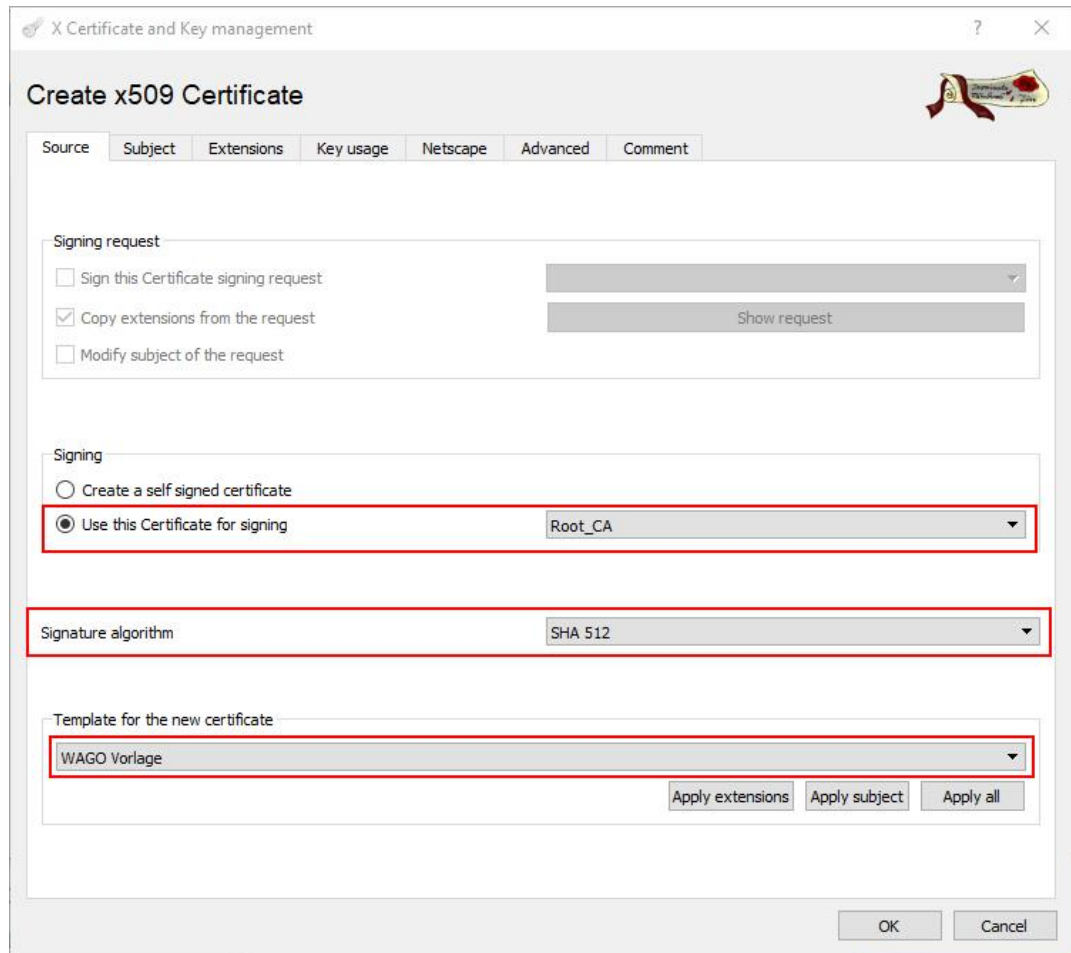 X Certificate and Key management
Create x509 Certificate
Source Subject Extensions Key usage Netscape Advanced Comment
Signing request
Sign this Certificate signing request
Copy extensions from the request Show request
Modify subject of the request
Signing
Create a self signed certificate
Use this Certificate for signing Root_CA
Signature algorithm SHA 512
Template for the new certificate
WAGO Vorlage
Apply extensions Apply subject Apply all
OK Cancel